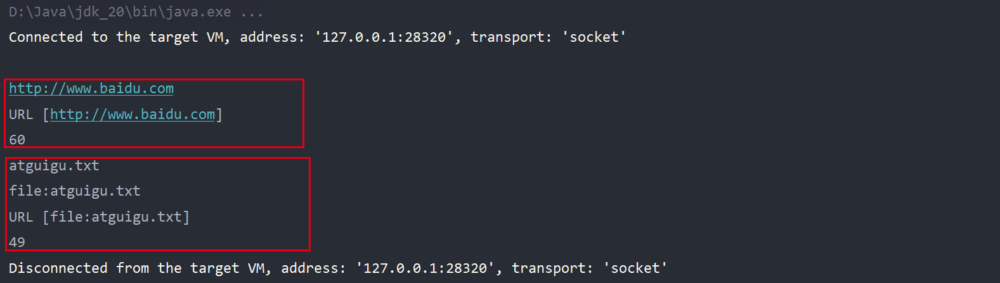 D:\Java\jdk_20\bin\java.exe ...
Connected to the target VM, address: '127.0.0.1:28320', transport: 'socket'
http://www.baidu.com
URL [http://www.baidu.com]
60
atguigu.txt
file:atguigu.txt
URL [file:atguigu.txt]
49
Disconnected from the target VM, address: '127.0.0.1:28320', transport: 'socket'